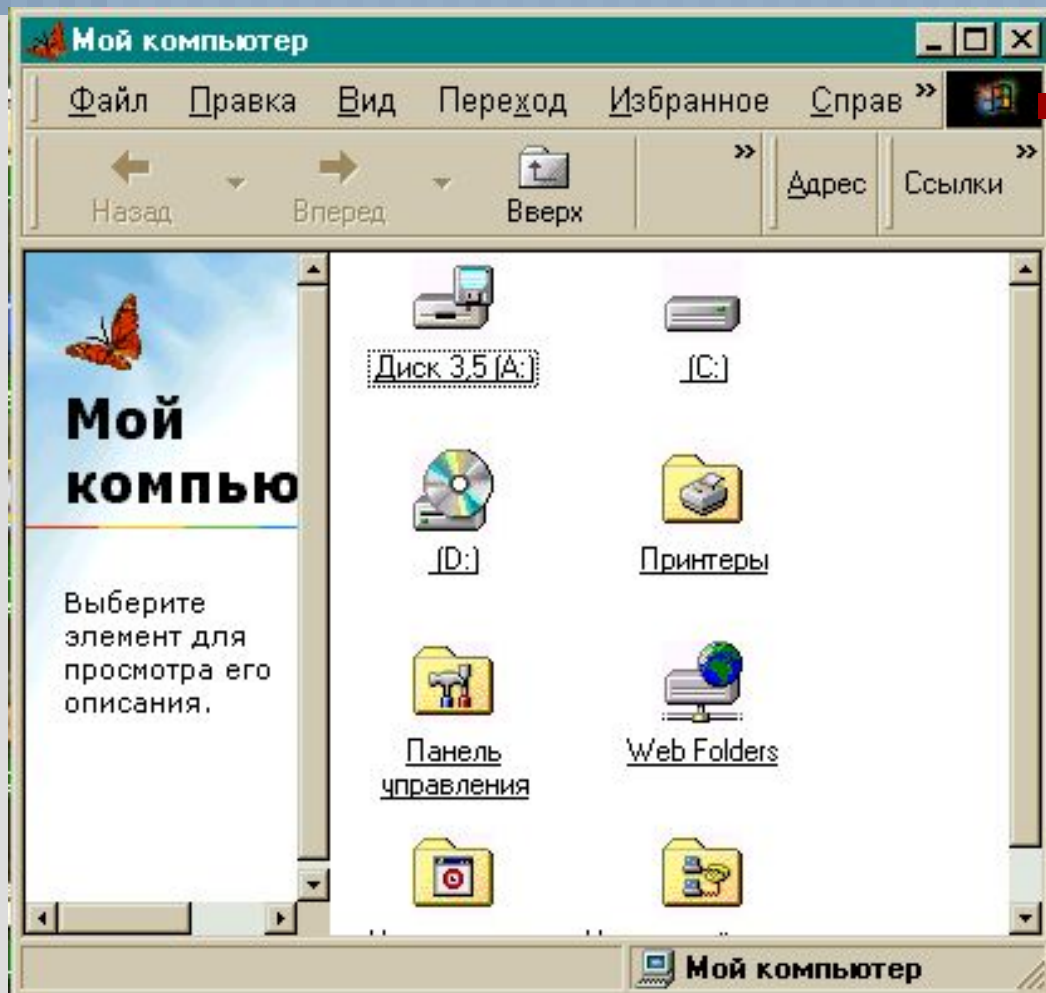 Мой компьютер
Файл Правка Вид Переход Избранное Справ »
Назад Вперед Вверх » Адрес Ссылки »
Мой
компью
Выберите
элемент для
просмотра его
описания.
Диск 3,5 (A:) (C:)
(D:) Принтеры
Панель
управления
Web Folders
Мой компьютер